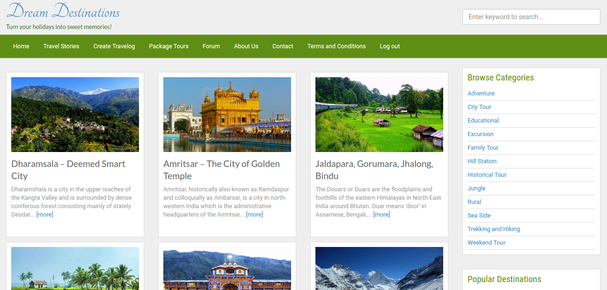 Dream Destinations
Turn your holidays into sweet memories!
Enter keyword to search...
Home Travel Stories Create Travelog Package Tours Forum About Us Contact Terms and Conditions Log out
Dharamsala – Deemed Smart
City
Dharamshala is a city in the upper reaches of
the Kangra Valley and is surrounded by dense
coniferous forest consisting mainly of stately
Deodar... [more]
Amritsar – The City of Golden
Temple
Amritsar, historically also known as Ramdaspur
and colloquially as Ambarsar, is a city in north-
western India which is the administrative
headquarters of the Amritsar... [more]
Jaldapara, Gorumara, Jhalong,
Bindu
The Dooars or Duars are the floodplains and
foothills of the eastern Himalayas in North-East
India around Bhutan. Duar means 'door' in
Assamese, Bengali,... [more]
Browse Categories
Adventure
City Tour
Educational
Excursion
Family Tour
Hill Station
Historical Tour
Jungle
Rural
Sea Side
Trekking and Hiking
Weekend Tour
Popular Destinations